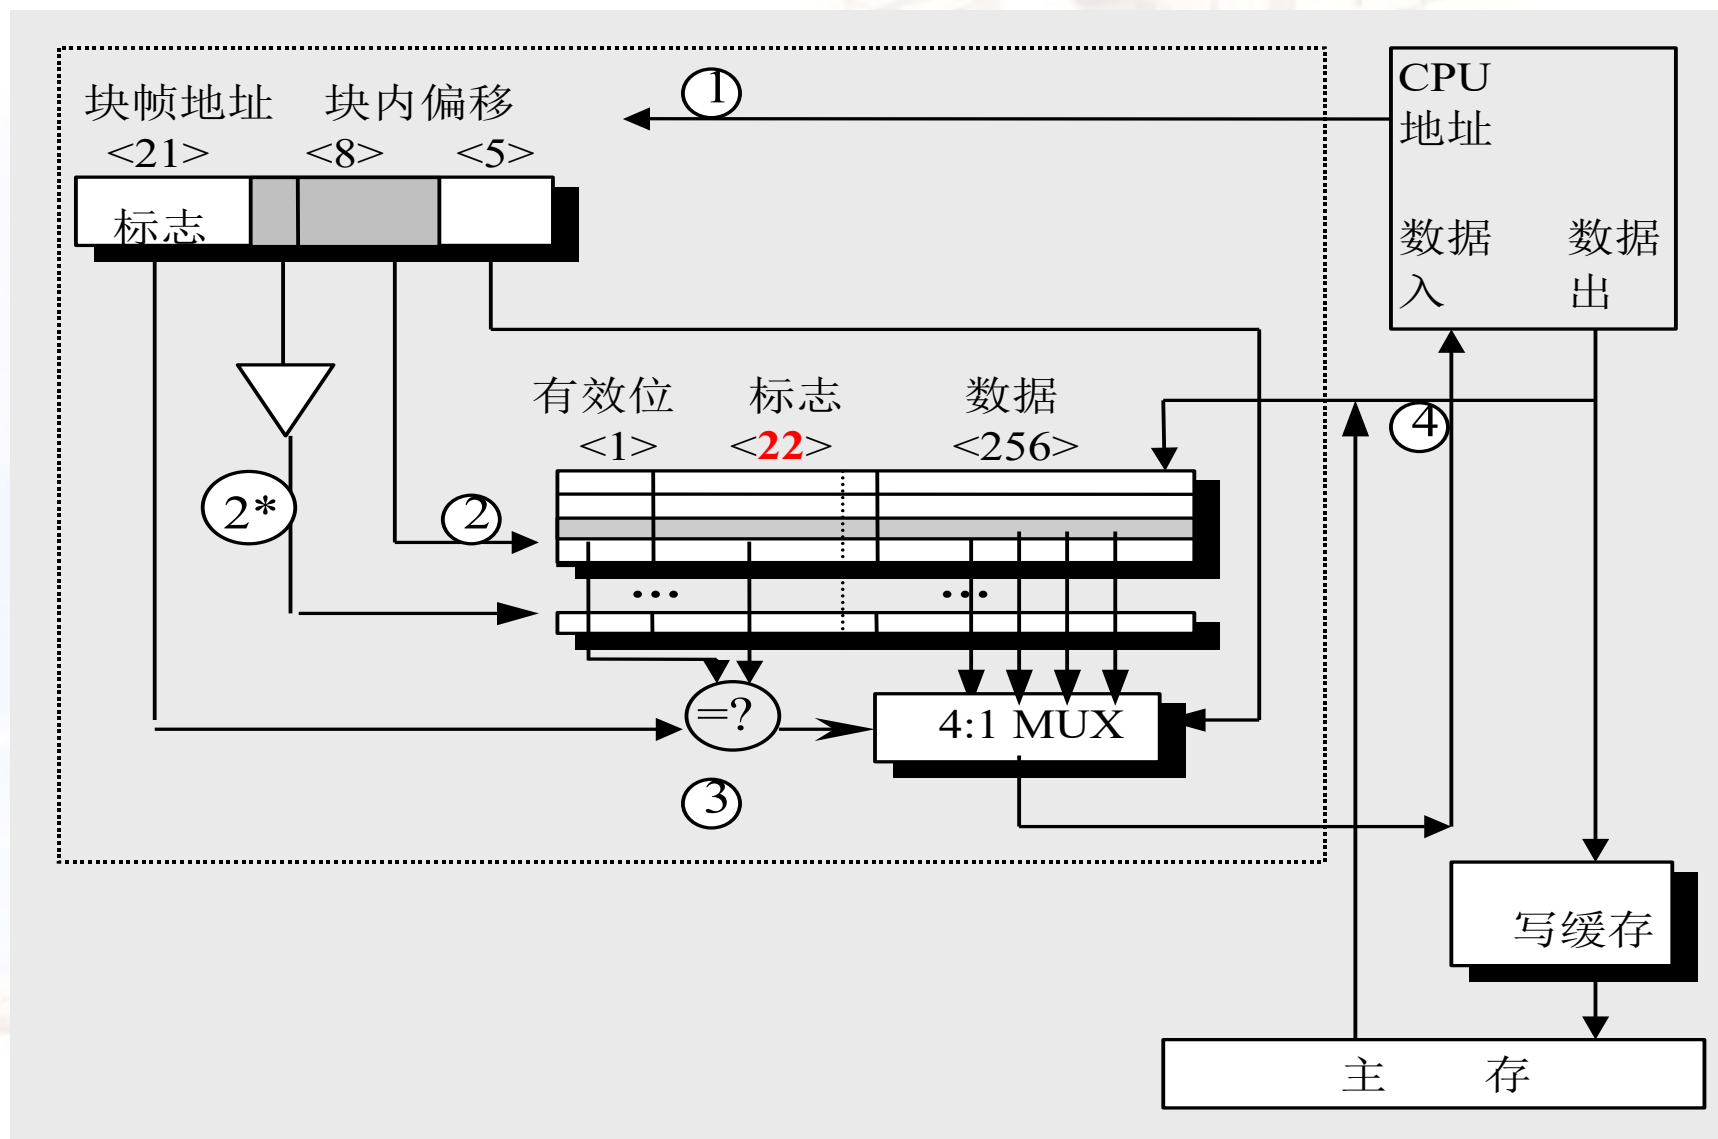 ①
CPU
地址
块帧地址 块内偏移
<21> <8> <5>
标志
数据入
数据出
有效位 标志 数据
<1> <22> <256>
④
2*
②
... ...
=?
4:1 MUX
③
写缓存
主 存